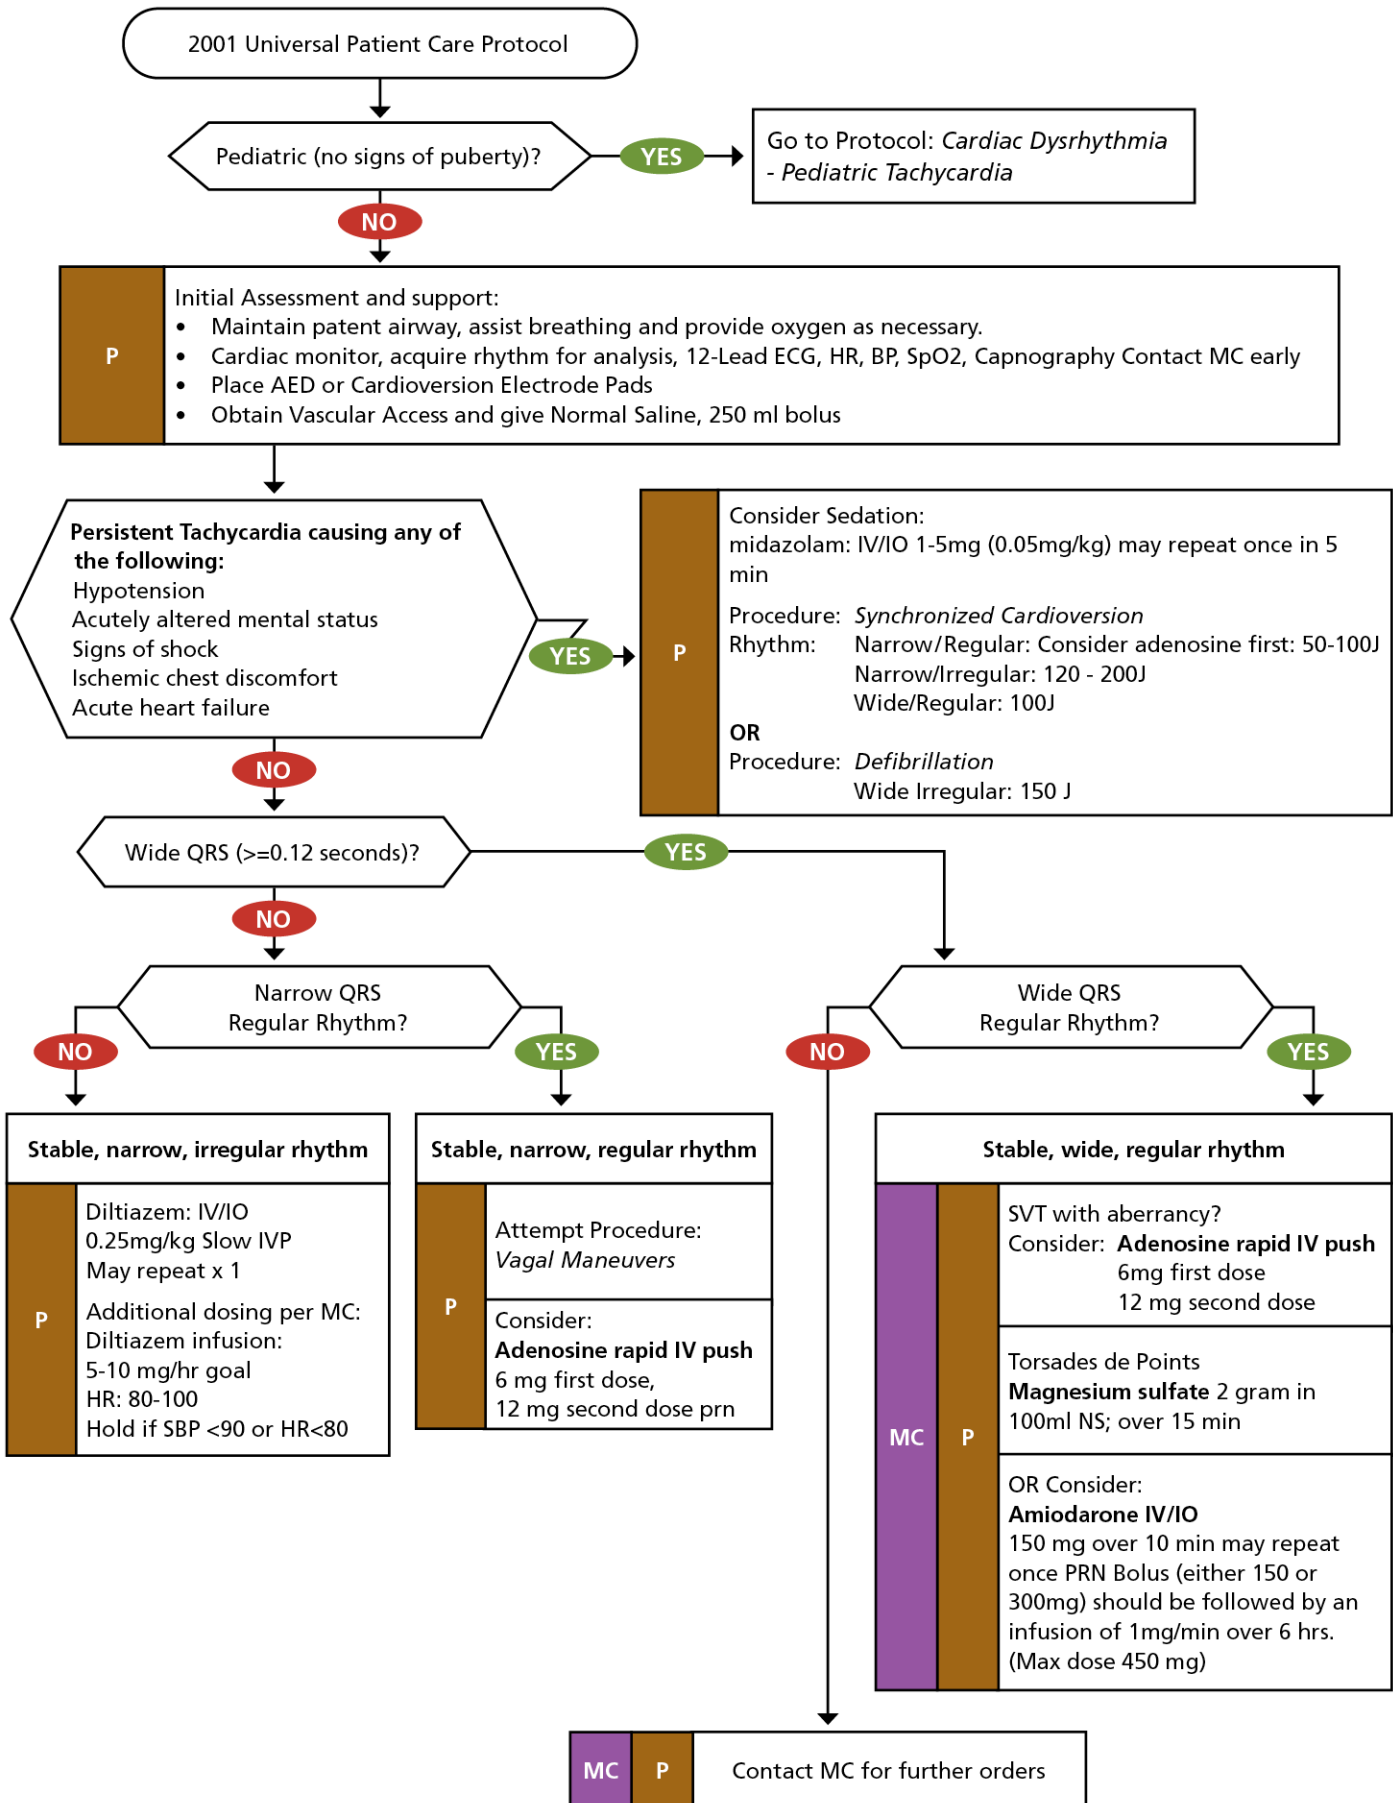 2001 Universal Patient Care Protocol
Pediatric (no signs of puberty)?
YES
Go to Protocol: Cardiac Dysrhythmia
- Pediatric Tachycardia
NO
P
Initial Assessment and support:
• Maintain patent airway, assist breathing and provide oxygen as necessary.
• Cardiac monitor, acquire rhythm for analysis, 12-Lead ECG, HR, BP, SpO2, Capnography Contact MC early
• Place AED or Cardioversion Electrode Pads
• Obtain Vascular Access and give Normal Saline, 250 ml bolus
Persistent Tachycardia causing any of
the following:
Hypotension
Acutely altered mental status
Signs of shock
Ischemic chest discomfort
Acute heart failure
YES
P
Consider Sedation:
midazolam: IV/IO 1-5mg (0.05mg/kg) may repeat once in 5
min
Procedure: Synchronized Cardioversion
Rhythm: Narrow/Regular: Consider adenosine first: 50-100J
Narrow/Irregular: 120 - 200J
Wide/Regular: 100J
OR
Procedure: Defibrillation
Wide Irregular: 150 J
NO
Wide QRS (>=0.12 seconds)?
YES
NO
Narrow QRS
Regular Rhythm?
NO
YES
Wide QRS
Regular Rhythm?
NO
YES
Stable, narrow, irregular rhythm
P
Diltiazem: IV/IO
0.25mg/kg Slow IVP
May repeat x 1
Additional dosing per MC:
Diltiazem infusion:
5-10 mg/hr goal
HR: 80-100
Hold if SBP <90 or HR<80
Stable, narrow, regular rhythm
P
Attempt Procedure:
Vagal Maneuvers
Consider:
Adenosine rapid IV push
6 mg first dose,
12 mg second dose prn
Stable, wide, regular rhythm
MC
P
SVT with aberrancy?
Consider: Adenosine rapid IV push
6mg first dose
12 mg second dose
Torsades de Points
Magnesium sulfate 2 gram in
100ml NS; over 15 min
OR Consider:
Amiodarone IV/IO
150 mg over 10 min may repeat
once PRN Bolus (either 150 or
300mg) should be followed by an
infusion of 1mg/min over 6 hrs.
(Max dose 450 mg)
MC
P
Contact MC for further orders